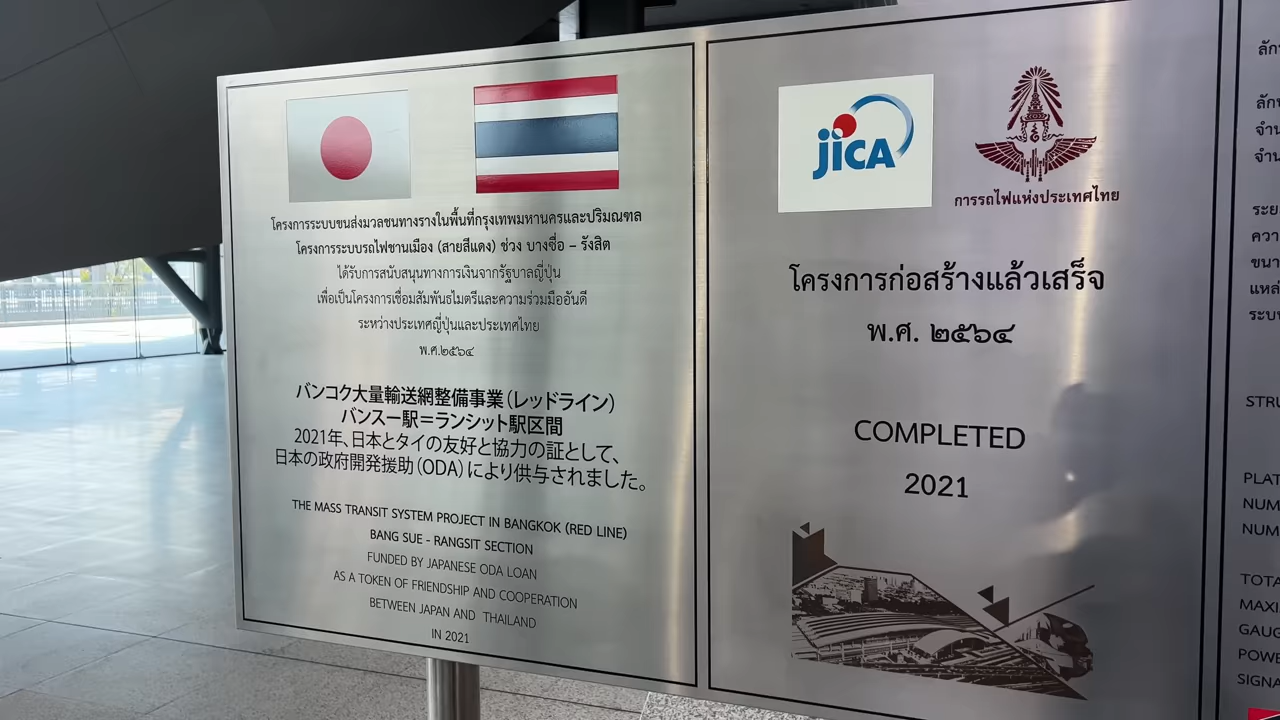 โครงการระบบขนส่งมวลชนทางรางในพื้นที่กรุงเทพมหานครและปริมณฑล
โครงการระบบรถไฟชานเมือง (สายสีแดง) ช่วง บางซื่อ – รังสิต
ได้รับการสนับสนุนทางการเงินจากรัฐบาลญี่ปุ่น
เพื่อเป็นโครงการเชื่อมสัมพันธไมตรีและความร่วมมืออันดี
ระหว่างประเทศญี่ปุ่นและประเทศไทย
พ.ศ.๒๕๖๔
バンコク大量輸送網整備事業（レッドライン）
バンスー駅＝ランシット駅区間
2021年、日本とタイの友好と協力の証として、
日本の政府開発援助（ODA）により供与されました。
THE MASS TRANSIT SYSTEM PROJECT IN BANGKOK (RED LINE)
BANG SUE - RANGSIT SECTION
FUNDED BY JAPANESE ODA LOAN
AS A TOKEN OF FRIENDSHIP AND COOPERATION
BETWEEN JAPAN AND THAILAND
IN 2021
jICA
การรถไฟแห่งประเทศไทย
โครงการก่อสร้างแล้วเสร็จ
พ.ศ. ๒๕๖๔
COMPLETED
2021